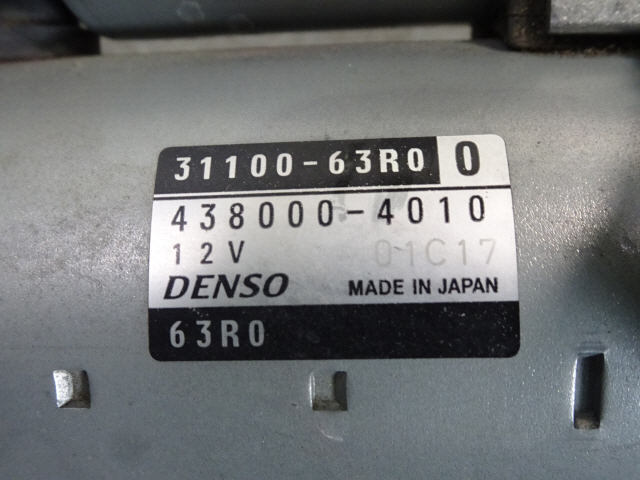 31100-63R0 0
438000-4010
12V 01C17
DENSO MADE IN JAPAN
63R0